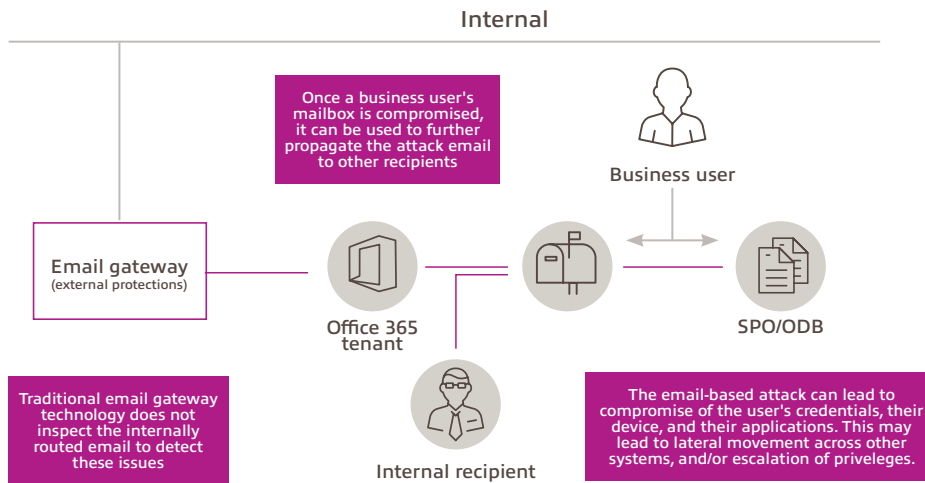 Internal
Once a business user's
mailbox is compromised,
it can be used to further
propagate the attack email
to other recipients
Business user
Email gateway
(external protections)
Office 365
tenant
SPO/ODB
Traditional email gateway
technology does not
inspect the internally
routed email to detect
these issues
Internal recipient
The email-based attack can lead to
compromise of the user's credentials, their
device, and their applications. This may
lead to lateral movement across other
systems, and/or escalation of priveleges.